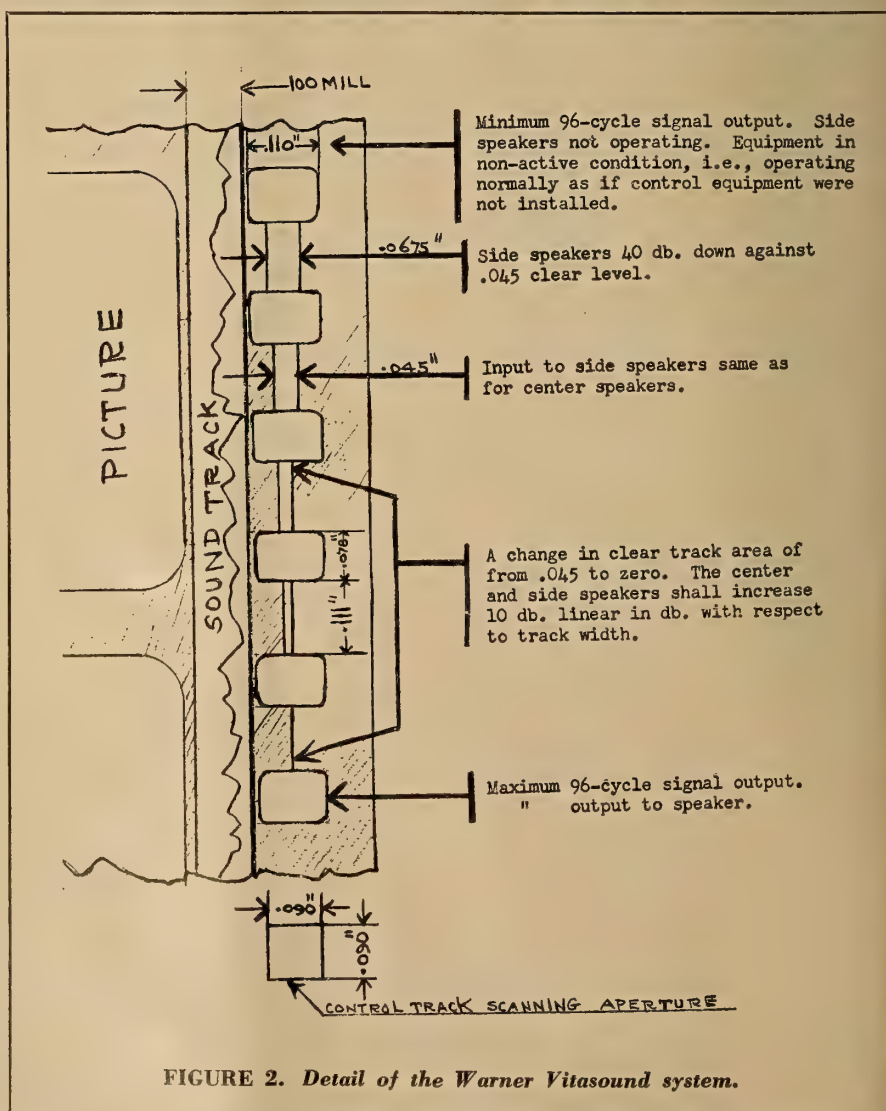 100 MILL
.110"
Minimum 96-cycle signal output. Side
speakers not operating. Equipment in
non-active condition, i.e., operating
normally as if control equipment were
not installed.
.0675"
Side speakers 40 db. down against
.045 clear level.
PICTURE
SOUND TRACK
.045"
Input to side speakers same as
for center speakers.
.078"
.111"
A change in clear track area of
from .045 to zero. The center
and side speakers shall increase
10 db. linear in db. with respect
to track width.
Maximum 96-cycle signal output.
" output to speaker.
.090"
.090"
CONTROL TRACK SCANNING APERTURE
FIGURE 2. Detail of the Warner Vitasound system.